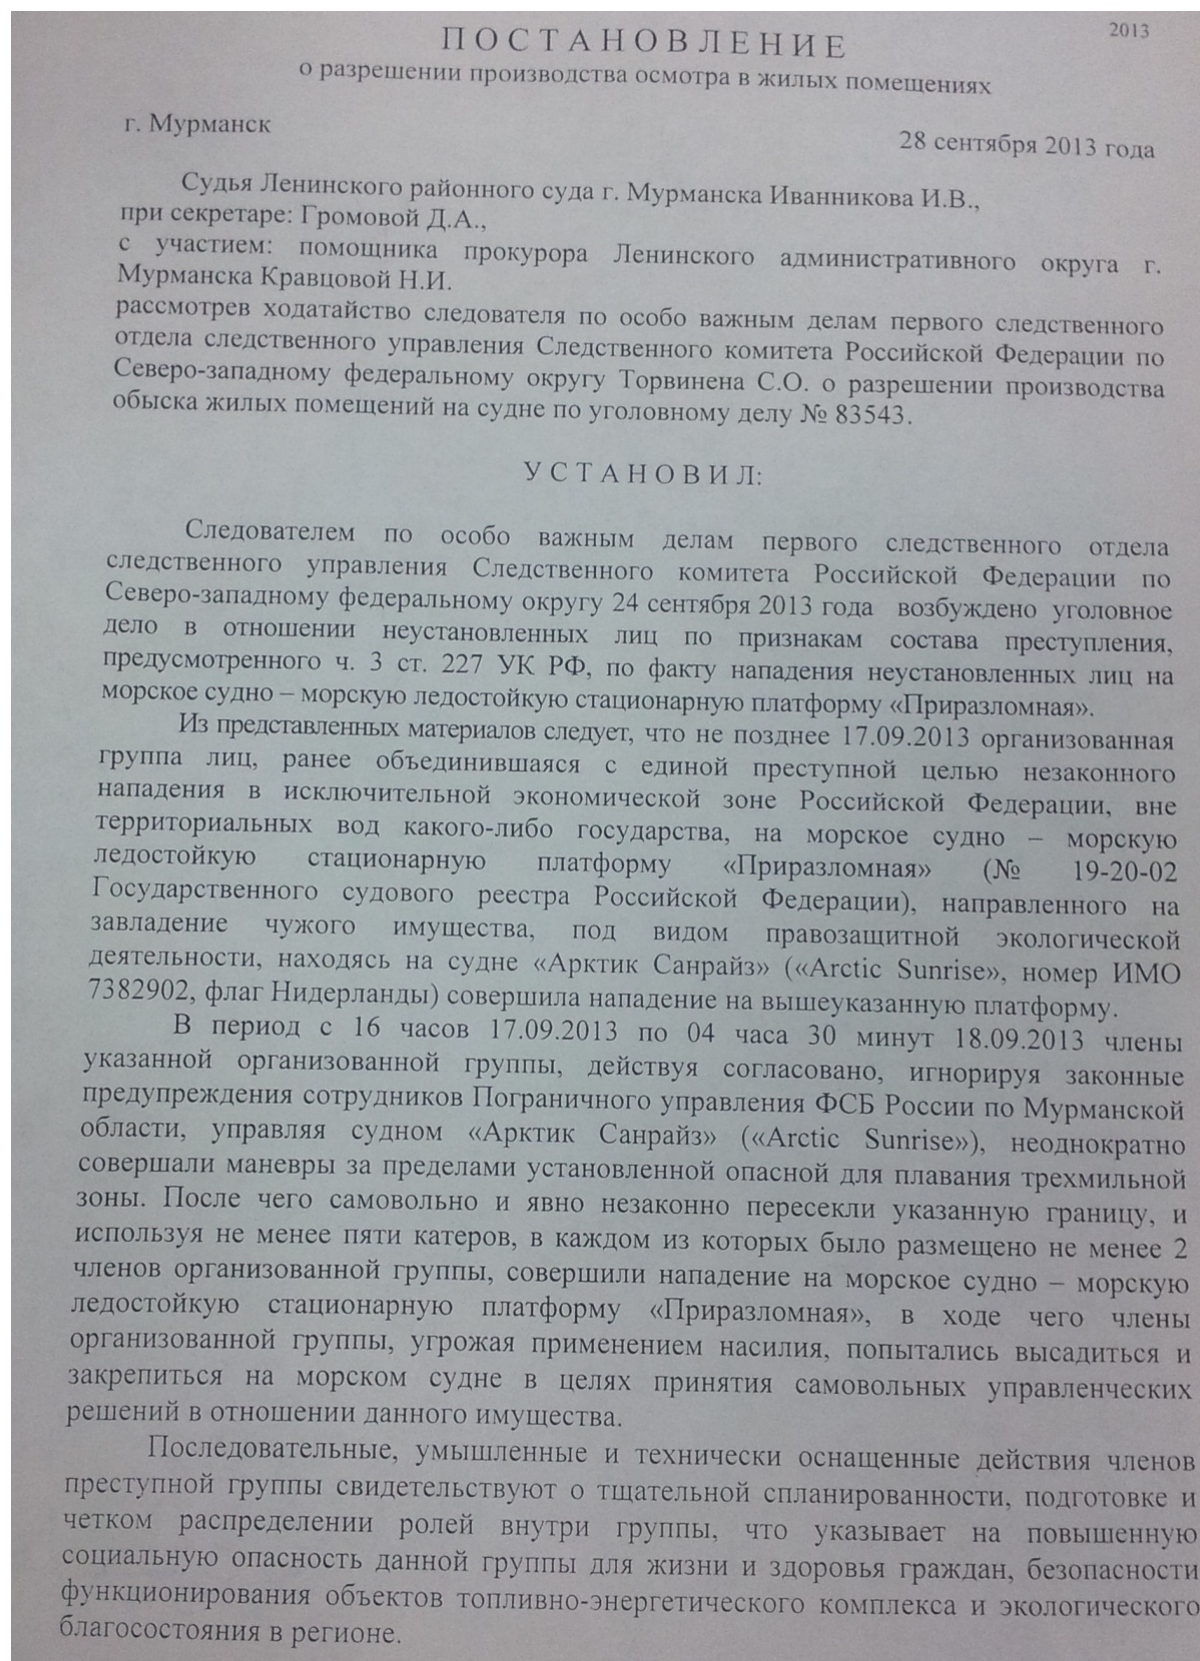 2013
П О С Т А Н О В Л Е Н И Е
о разрешении производства осмотра в жилых помещениях
г. Мурманск
28 сентября 2013 года
Судья Ленинского районного суда г. Мурманска Иванникова И.В.,
при секретаре: Громовой Д.А.,
с участием: помощника прокурора Ленинского административного округа г.
Мурманска Кравцовой Н.И.
рассмотрев ходатайство следователя по особо важным делам первого следственного
отдела следственного управления Следственного комитета Российской Федерации по
Северо-западному федеральному округу Торвинена С.О. о разрешении производства
обыска жилых помещений на судне по уголовному делу № 83543.
У С Т А Н О В И Л:
Следователем по особо важным делам первого следственного отдела
следственного управления Следственного комитета Российской Федерации по
Северо-западному федеральному округу 24 сентября 2013 года возбуждено уголовное
дело в отношении неустановленных лиц по признакам состава преступления,
предусмотренного ч. 3 ст. 227 УК РФ, по факту нападения неустановленных лиц на
морское судно – морскую ледостойкую стационарную платформу «Приразломная».
Из представленных материалов следует, что не позднее 17.09.2013 организованная
группа лиц, ранее объединившаяся с единой преступной целью незаконного
нападения в исключительной экономической зоне Российской Федерации, вне
территориальных вод какого-либо государства, на морское судно – морскую
ледостойкую стационарную платформу «Приразломная» (№ 19-20-02
Государственного судового реестра Российской Федерации), направленного на
завладение чужого имущества, под видом правозащитной экологической
деятельности, находясь на судне «Арктик Санрайз» («Arctic Sunrise», номер ИМО
7382902, флаг Нидерланды) совершила нападение на вышеуказанную платформу.
В период с 16 часов 17.09.2013 по 04 часа 30 минут 18.09.2013 члены
указанной организованной группы, действуя согласовано, игнорируя законные
предупреждения сотрудников Пограничного управления ФСБ России по Мурманской
области, управляя судном «Арктик Санрайз» («Arctic Sunrise»), неоднократно
совершали маневры за пределами установленной опасной для плавания трехмильной
зоны. После чего самовольно и явно незаконно пересекли указанную границу, и
используя не менее пяти катеров, в каждом из которых было размещено не менее 2
членов организованной группы, совершили нападение на морское судно – морскую
ледостойкую стационарную платформу «Приразломная», в ходе чего члены
организованной группы, угрожая применением насилия, попытались высадиться и
закрепиться на морском судне в целях принятия самовольных управленческих
решений в отношении данного имущества.
Последовательные, умышленные и технически оснащенные действия членов
преступной группы свидетельствуют о тщательной спланированности, подготовке и
четком распределении ролей внутри группы, что указывает на повышенную
социальную опасность данной группы для жизни и здоровья граждан, безопасности
функционирования объектов топливно-энергетического комплекса и экологического
благосостояния в регионе.